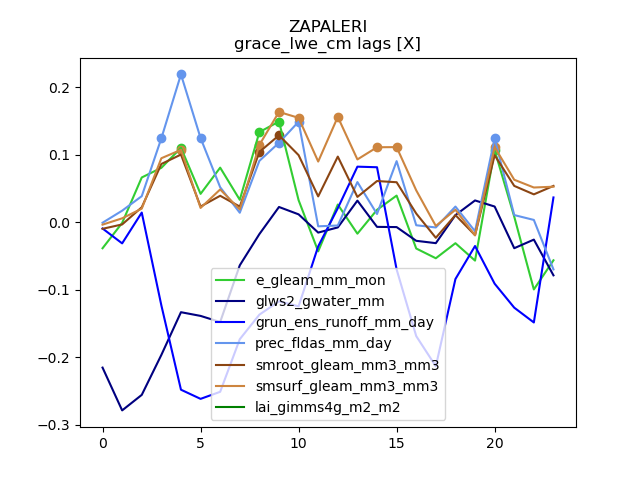 ZAPALERI
grace_lwe_cm lags [X]
0.2
0.1
0.0
−0.1
−0.2
−0.3
0
5
10
15
20
e_gleam_mm_mon
glws2_gwater_mm
grun_ens_runoff_mm_day
prec_fldas_mm_day
smroot_gleam_mm3_mm3
smsurf_gleam_mm3_mm3
lai_gimms4g_m2_m2